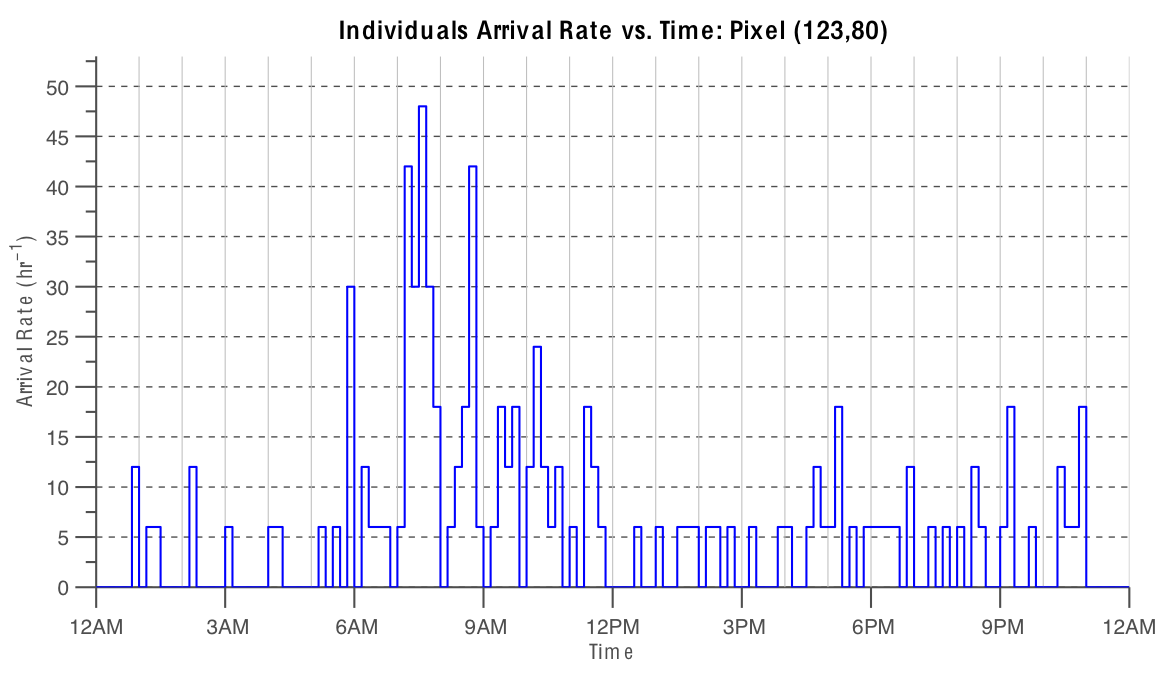 Individuals Arrival Rate vs. Time: Pixel (123,80)
50
45
40
35
30
25
20
15
10
5
0
Arrival Rate (hr⁻¹)
12AM 3AM 6AM 9AM 12PM 3PM 6PM 9PM 12AM
Time